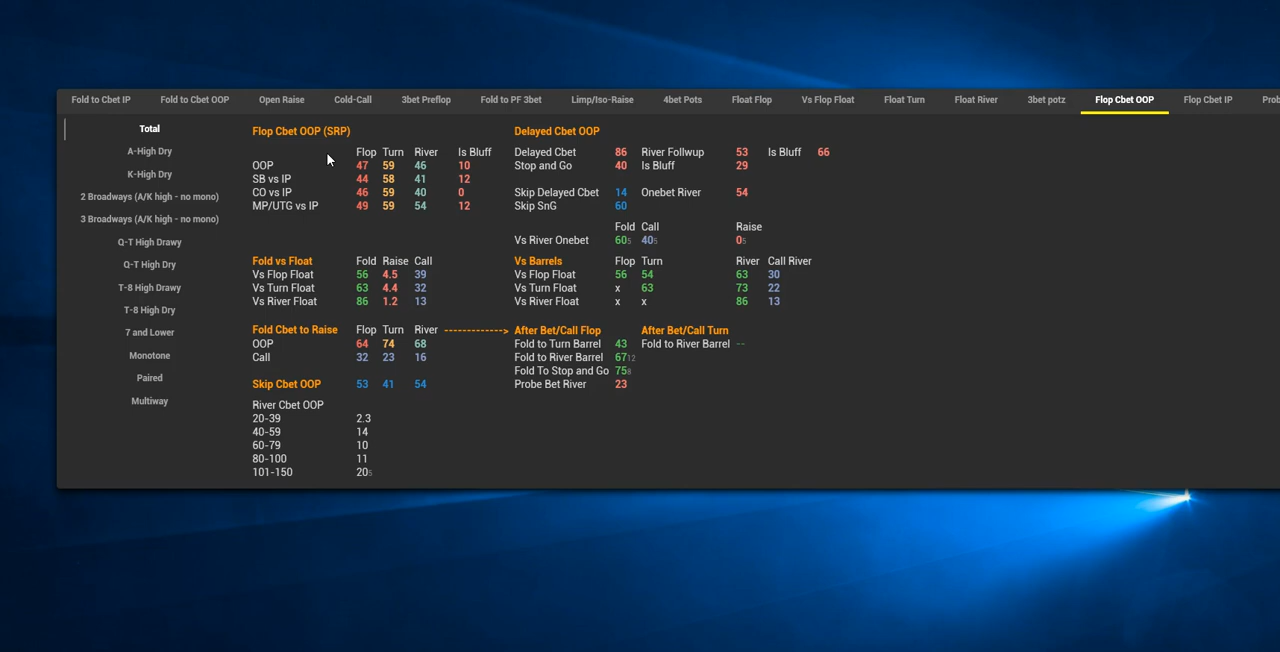 Fold to Cbet IP Fold to Cbet OOP Open Raise Cold-Call 3bet Preflop Fold to PF 3bet Limp/Iso-Raise 4bet Pots Float Flop Vs Flop Float Float Turn Float River 3bet potz Flop Cbet OOP Flop Cbet IP Prob
Total
A-High Dry
K-High Dry
2 Broadways (A/K high - no mono)
3 Broadways (A/K high - no mono)
Q-T High Drawy
Q-T High Dry
T-8 High Drawy
T-8 High Dry
7 and Lower
Monotone
Paired
Multiway
Flop Cbet OOP (SRP)
Flop Turn River Is Bluff
OOP 47 59 46 10
SB vs IP 44 58 41 12
CO vs IP 46 59 40 0
MP/UTG vs IP 49 59 54 12
Delayed Cbet OOP
Delayed Cbet 86 River Follwup 53 Is Bluff 66
Stop and Go 40 Is Bluff 29
Skip Delayed Cbet 14 Onebet River 54
Skip SnG 60
Fold Call Raise
Vs River Onebet 60 5 40 5 0 5
Fold vs Float Fold Raise Call
Vs Flop Float 56 4.5 39
Vs Turn Float 63 4.4 32
Vs River Float 86 1.2 13
Vs Barrels Flop Turn River Call River
Vs Flop Float 56 54 63 30
Vs Turn Float x 63 73 22
Vs River Float x x 86 13
Fold Cbet to Raise Flop Turn River ------------->
OOP 64 74 68
Call 32 23 16
After Bet/Call Flop After Bet/Call Turn
Fold to Turn Barrel 43 Fold to River Barrel --
Fold to River Barrel 67 12
Fold To Stop and Go 75 8
Probe Bet River 23
Skip Cbet OOP 53 41 54
River Cbet OOP
20-39 2.3
40-59 14
60-79 10
80-100 11
101-150 20 5